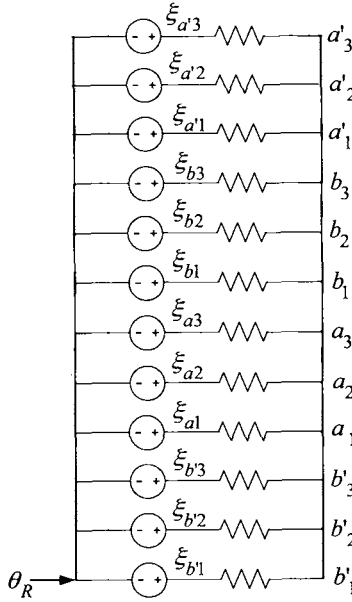 ξa'3 a'3
- +
ξa'2 a'2
- +
ξa'1 a'1
- +
ξb3 b3
- +
ξb2 b2
- +
ξb1 b1
- +
ξa3 a3
- +
ξa2 a2
- +
ξa1 a1
- +
ξb'3 b'3
- +
ξb'2 b'2
- +
ξb'1 b'1
θR - +